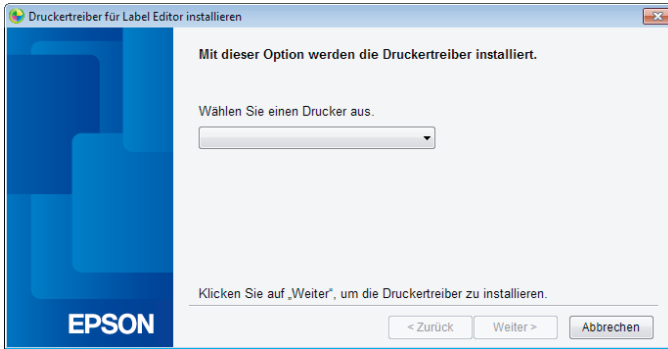 Druckertreiber für Label Editor installieren
Mit dieser Option werden die Druckertreiber installiert.
Wählen Sie einen Drucker aus.
Klicken Sie auf „Weiter“, um die Druckertreiber zu installieren.
EPSON
< Zurück
Weiter >
Abbrechen